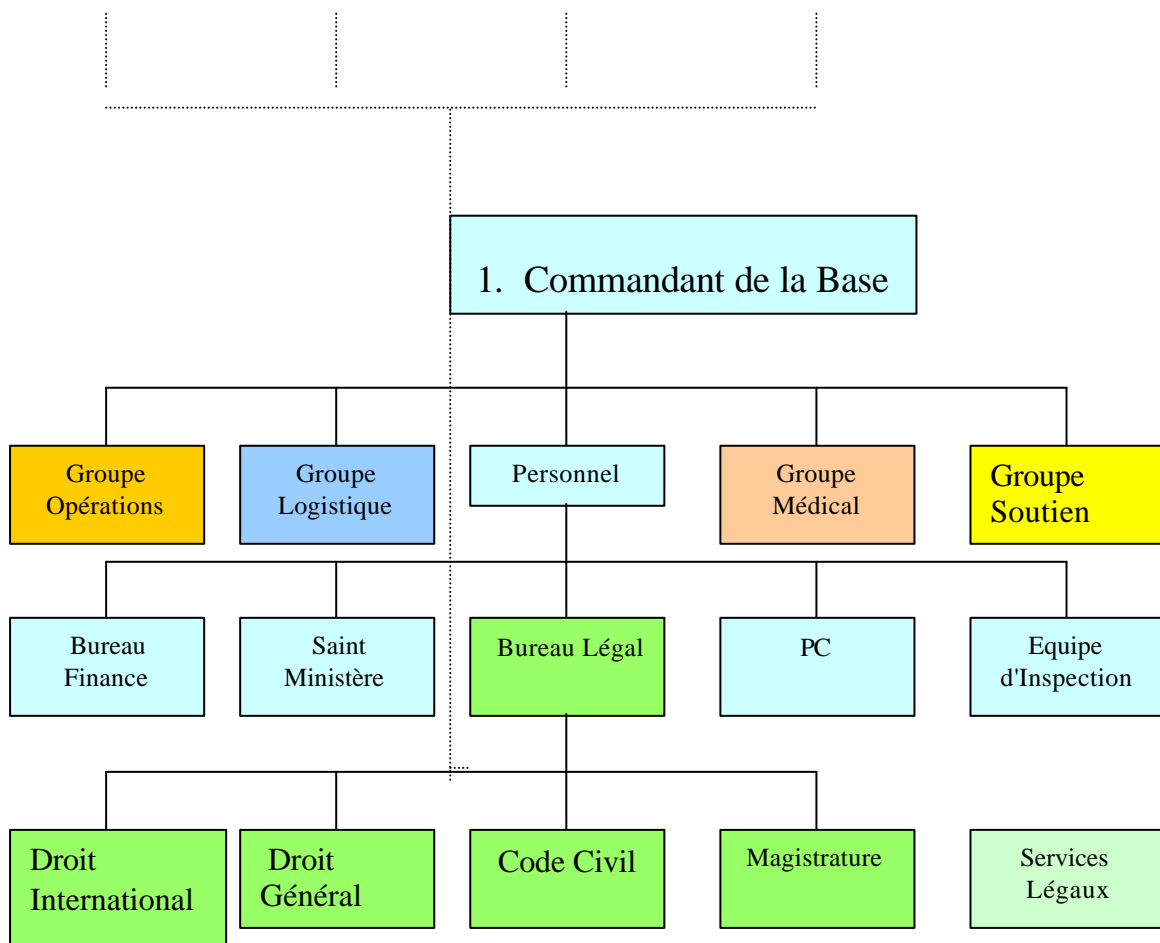 1. Commandant de la Base
Groupe
Opérations
Groupe
Logistique
Personnel
Groupe
Médical
Groupe
Soutien
Bureau
Finance
Saint
Ministère
Bureau Légal
PC
Equipe
d'Inspection
Droit
International
Droit
Général
Code Civil
Magistrature
Services
Légaux